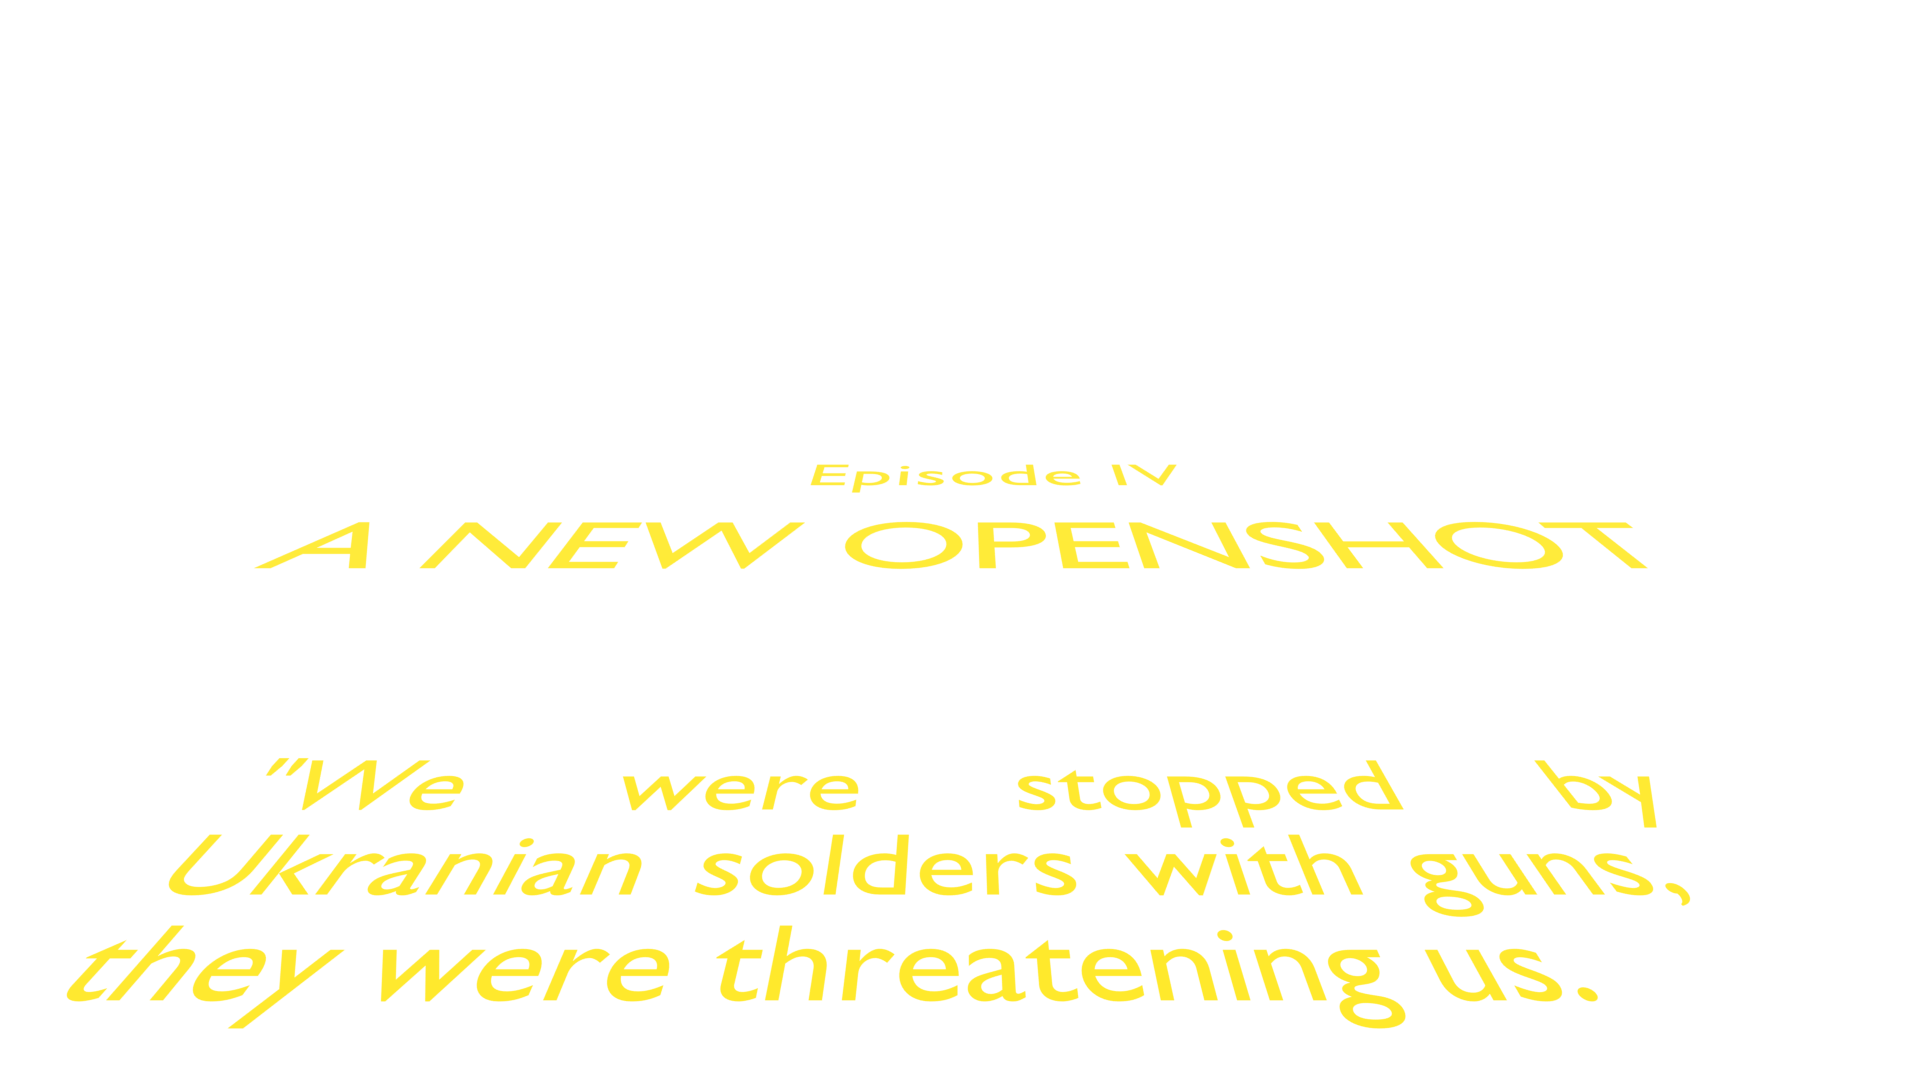 Episode IV
A NEW OPENSHOT
"We were stopped by
Ukranian solders with guns,
they were threatening us.